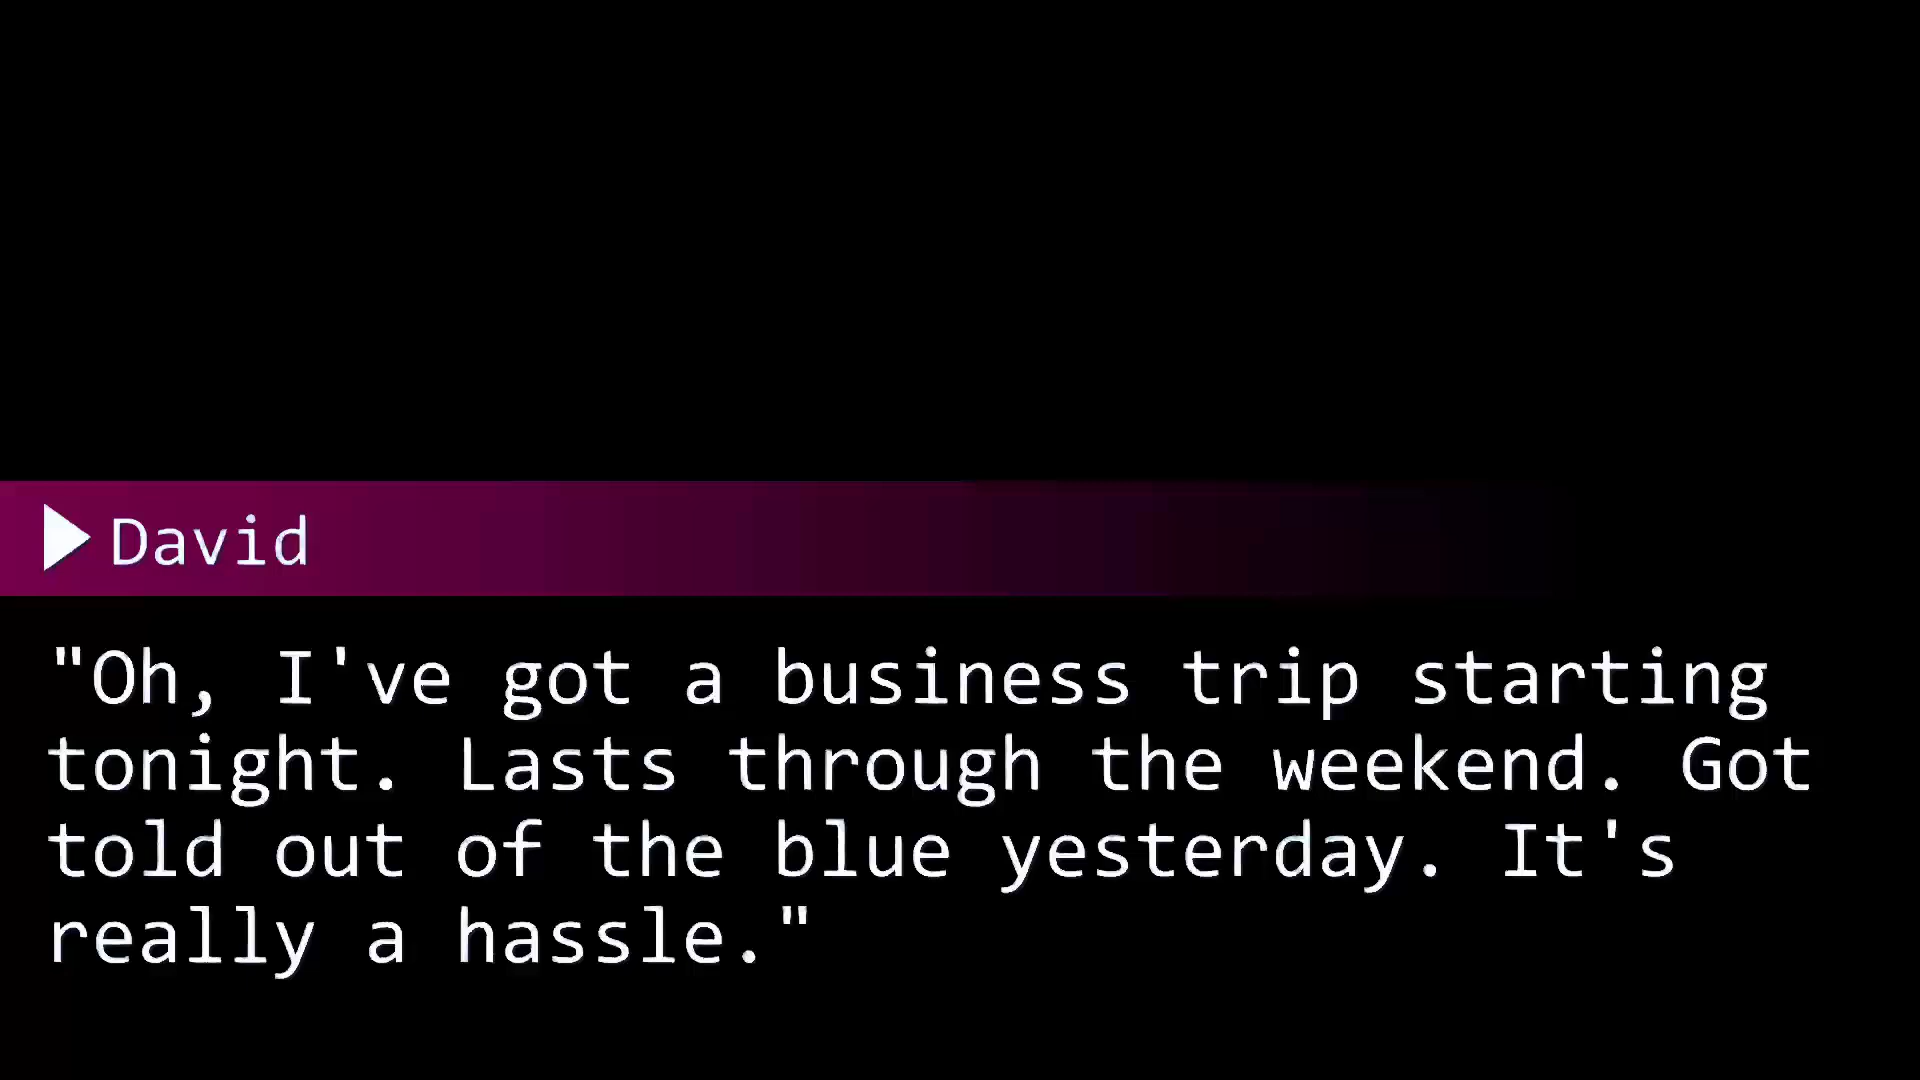 David
"Oh, I've got a business trip starting
tonight. Lasts through the weekend. Got
told out of the blue yesterday. It's
really a hassle."